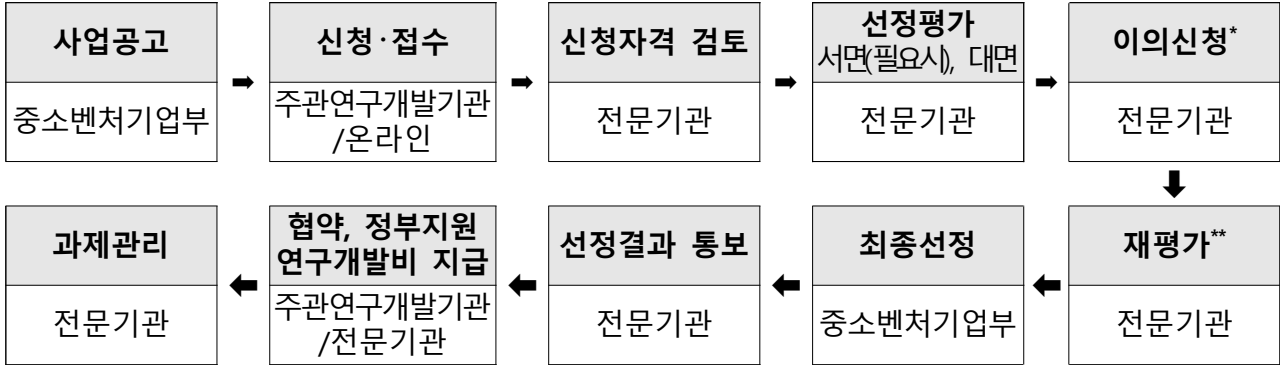 사업공고
중소벤처기업부
➡
신청·접수
주관연구개발기관
/온라인
➡
신청자격 검토
전문기관
➡
선정평가
서면(필요시), 대면
전문기관
➡
이의신청*
전문기관
⬇
재평가**
전문기관
⬅
최종선정
중소벤처기업부
⬅
선정결과 통보
전문기관
⬅
협약, 정부지원
연구개발비 지급
주관연구개발기관
/전문기관
⬅
과제관리
전문기관